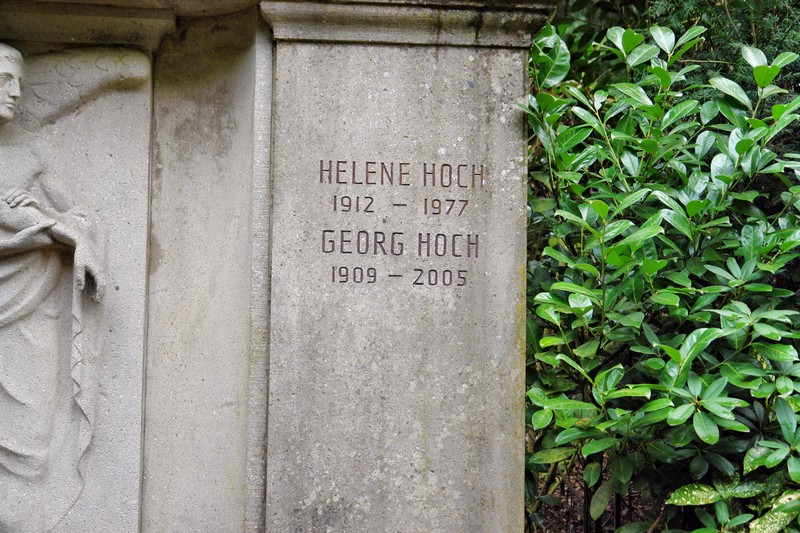 HELENE HOCH
1912 – 1977
GEORG HOCH
1909 – 2005